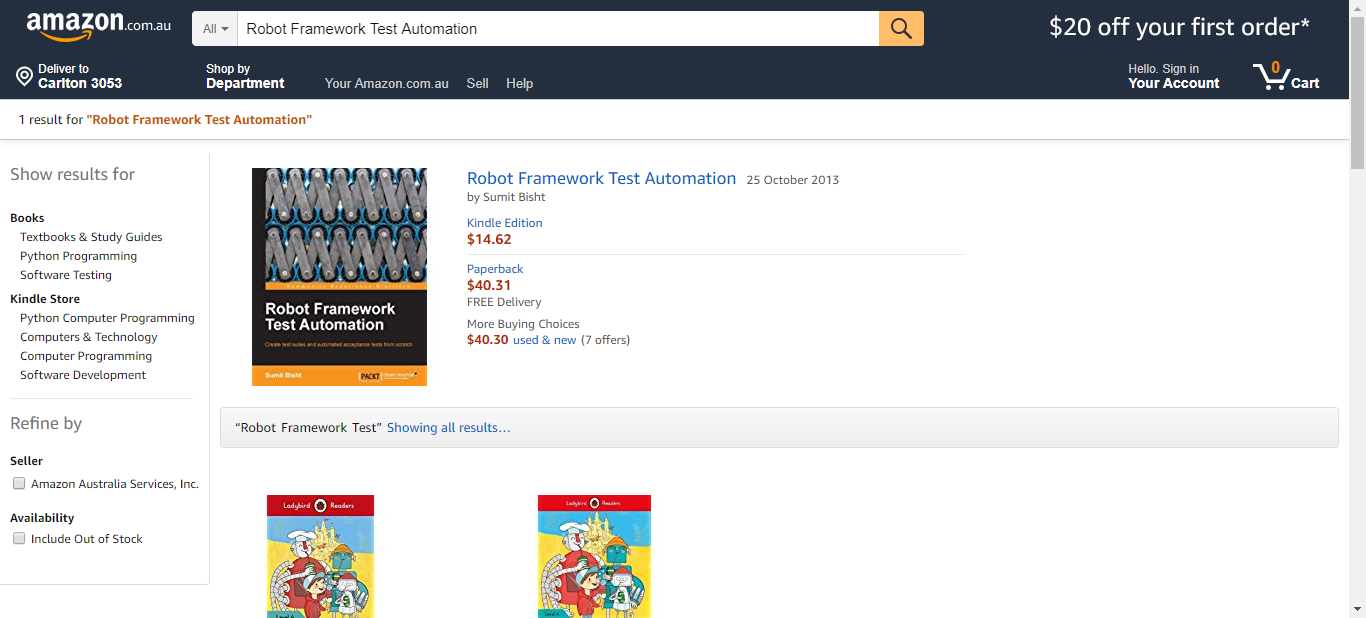 amazon.com.au
All
Robot Framework Test Automation
$20 off your first order*
Deliver to
Carlton 3053
Shop by
Department
Your Amazon.com.au Sell Help
Hello. Sign in
Your Account
0
Cart
1 result for "Robot Framework Test Automation"
Show results for
Books
Textbooks & Study Guides
Python Programming
Software Testing
Kindle Store
Python Computer Programming
Computers & Technology
Computer Programming
Software Development
Refine by
Seller
Amazon Australia Services, Inc.
Availability
Include Out of Stock
Robot Framework
Test Automation
Create test suites and automated acceptance tests from scratch
Sumit Bisht
PACKT
Robot Framework Test Automation 25 October 2013
by Sumit Bisht
Kindle Edition
$14.62
Paperback
$40.31
FREE Delivery
More Buying Choices
$40.30 used & new (7 offers)
“Robot Framework Test” Showing all results…
Ladybird Readers
Ladybird Readers